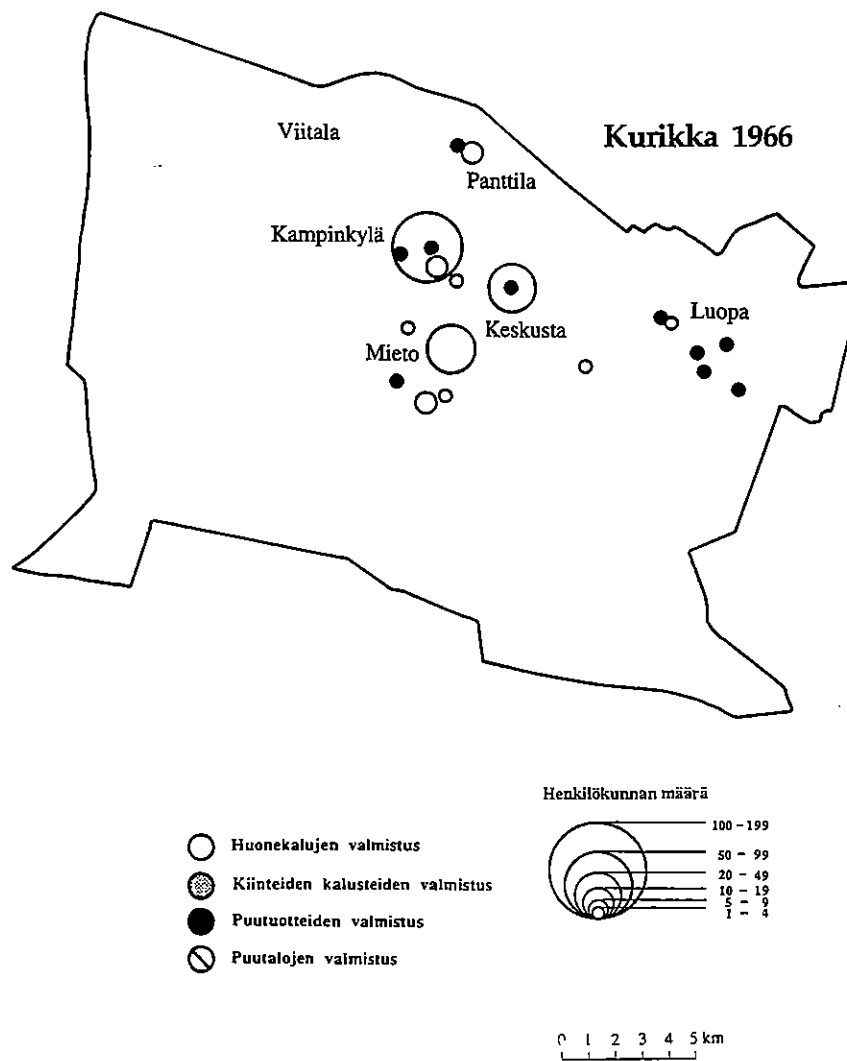 Kurikka 1966
Viitala
Panttila
Kampinkylä
Keskusta
Luopa
Mieto
Henkilökunnan määrä
100 - 199
50 - 99
20 - 49
10 - 19
5 - 9
1 - 4
Huonekalujen valmistus
Kiinteiden kalusteiden valmistus
Puutuotteiden valmistus
Puutalojen valmistus
0 1 2 3 4 5 km